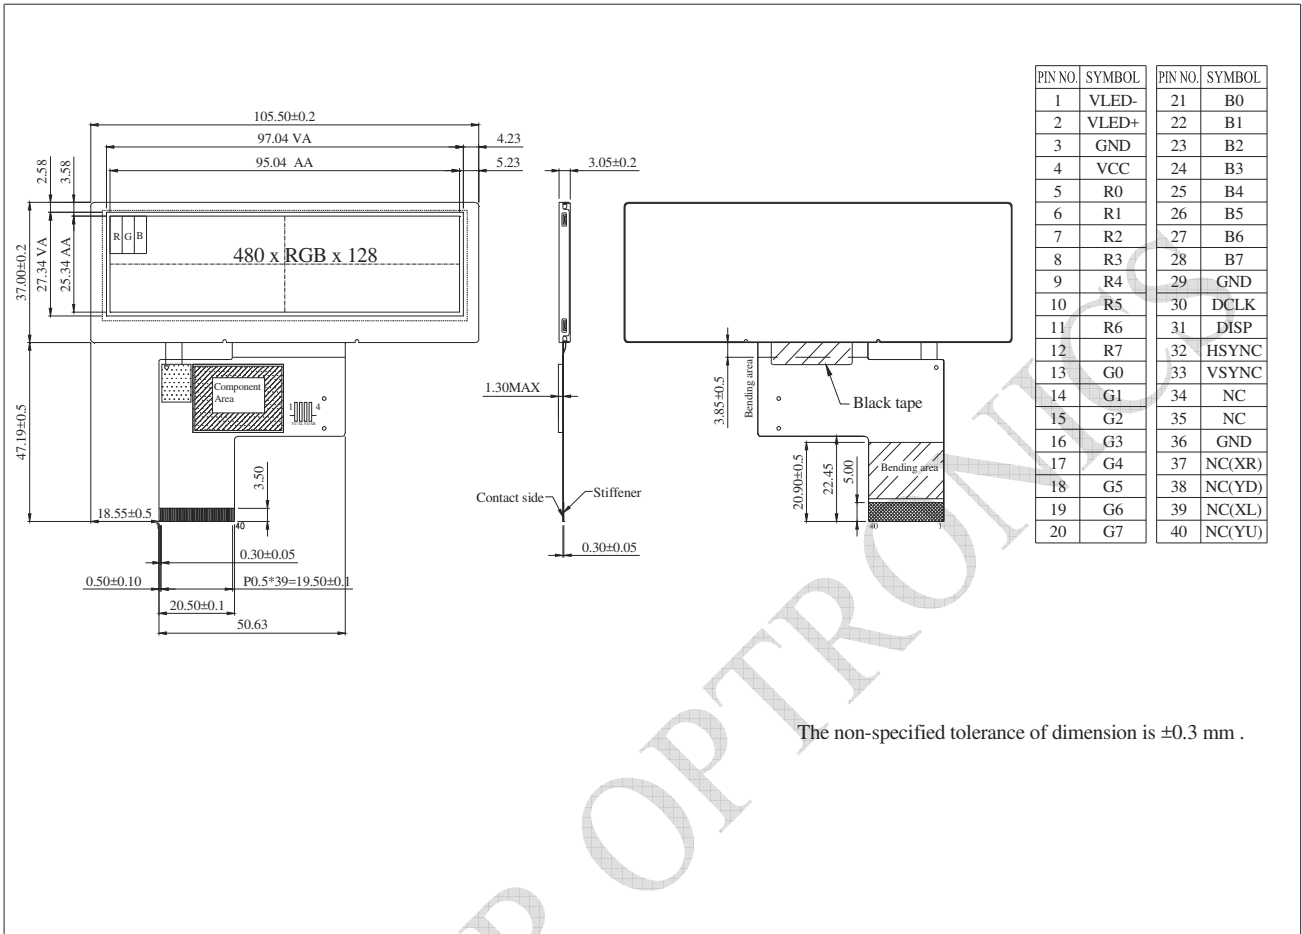 105.50±0.2
97.04 VA
4.23
95.04 AA
5.23
2.58
3.58
37.00±0.2
27.34 VA
25.34 AA
R G B
480 x RGB x 128
47.19±0.5
Component
Area
1 4
3.50
18.55±0.5
40
0.30±0.05
0.50±0.10
P0.5*39=19.50±0.1
20.50±0.1
50.63
3.05±0.2
1.30MAX
Contact side
Stiffener
0.30±0.05
3.85±0.5
Bending area
Black tape
20.90±0.5
22.45
5.00
Bending area
40 1
PIN NO. SYMBOL PIN NO. SYMBOL
1 VLED- 21 B0
2 VLED+ 22 B1
3 GND 23 B2
4 VCC 24 B3
5 R0 25 B4
6 R1 26 B5
7 R2 27 B6
8 R3 28 B7
9 R4 29 GND
10 R5 30 DCLK
11 R6 31 DISP
12 R7 32 HSYNC
13 G0 33 VSYNC
14 G1 34 NC
15 G2 35 NC
16 G3 36 GND
17 G4 37 NC(XR)
18 G5 38 NC(YD)
19 G6 39 NC(XL)
20 G7 40 NC(YU)
The non-specified tolerance of dimension is ±0.3 mm .
P OPTRONICS